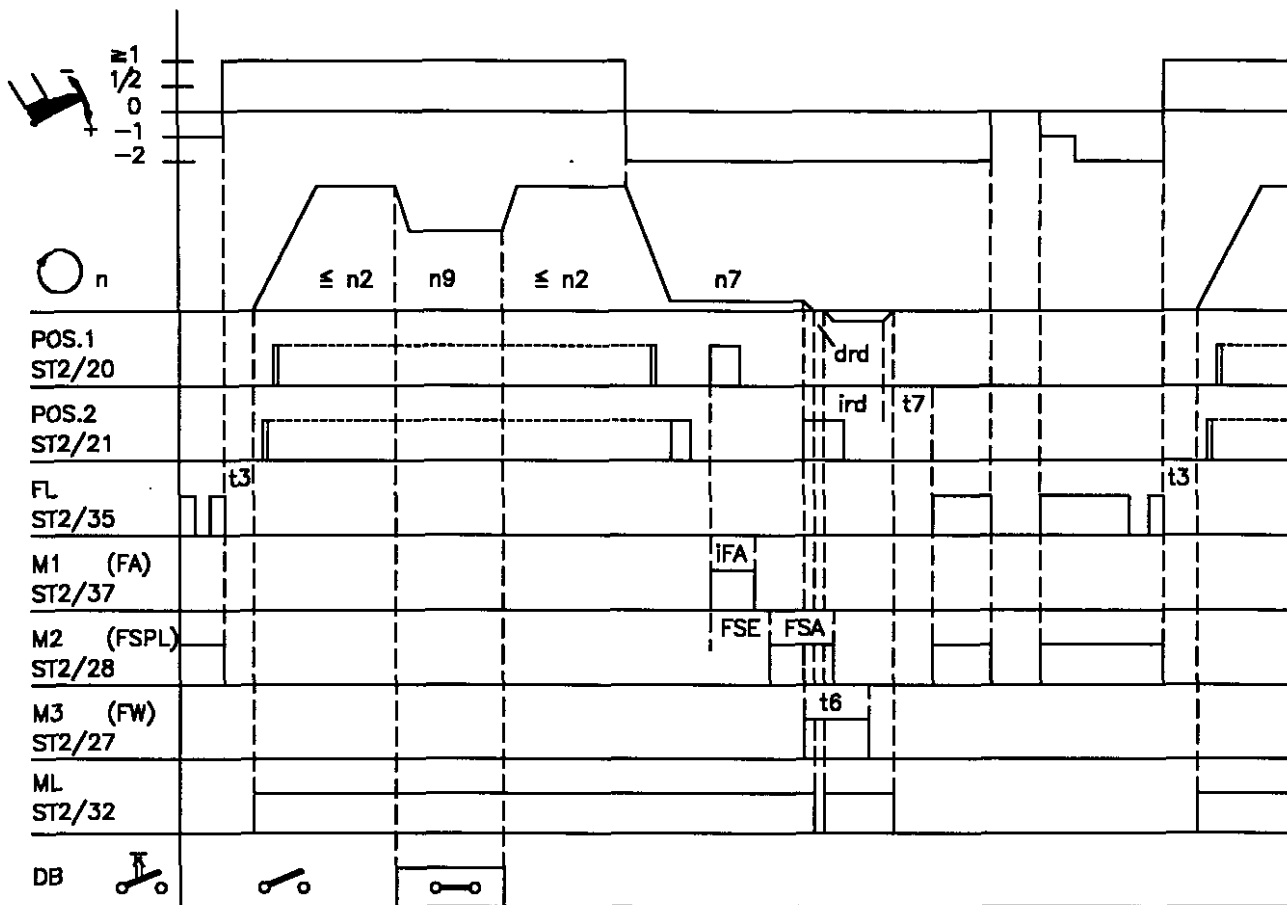 ≥1
1/2
0
−1
−2
−
+
n
≤ n2
n9
≤ n2
n7
POS.1
ST2/20
drd
POS.2
ST2/21
ird
t7
FL
ST2/35
t3
t3
M1 (FA)
ST2/37
iFA
M2 (FSPL)
ST2/28
FSE
FSA
M3 (FW)
ST2/27
t6
ML
ST2/32
DB